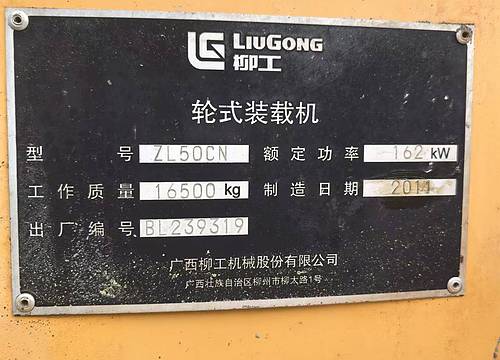 LIUGONG
柳工
轮式装载机
型号 ZL50CN 额定功率 162 kW
工作质量 16500 kg 制造日期 2011
出厂编号 BL239319
广西柳工机械股份有限公司
广西壮族自治区柳州市柳太路1号